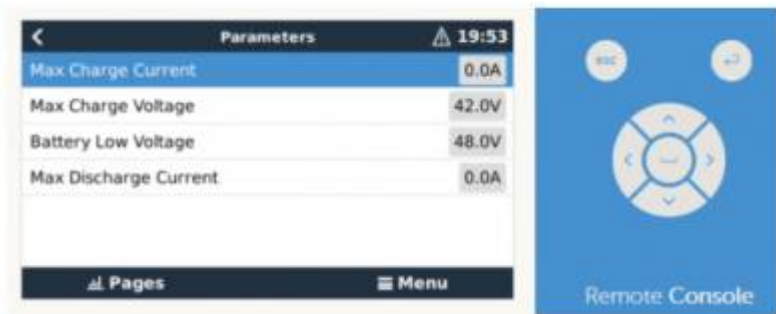 Parameters 19:53
Max Charge Current 0.0A
Max Charge Voltage 42.0V
Battery Low Voltage 48.0V
Max Discharge Current 0.0A
Pages Menu
esc
Remote Console